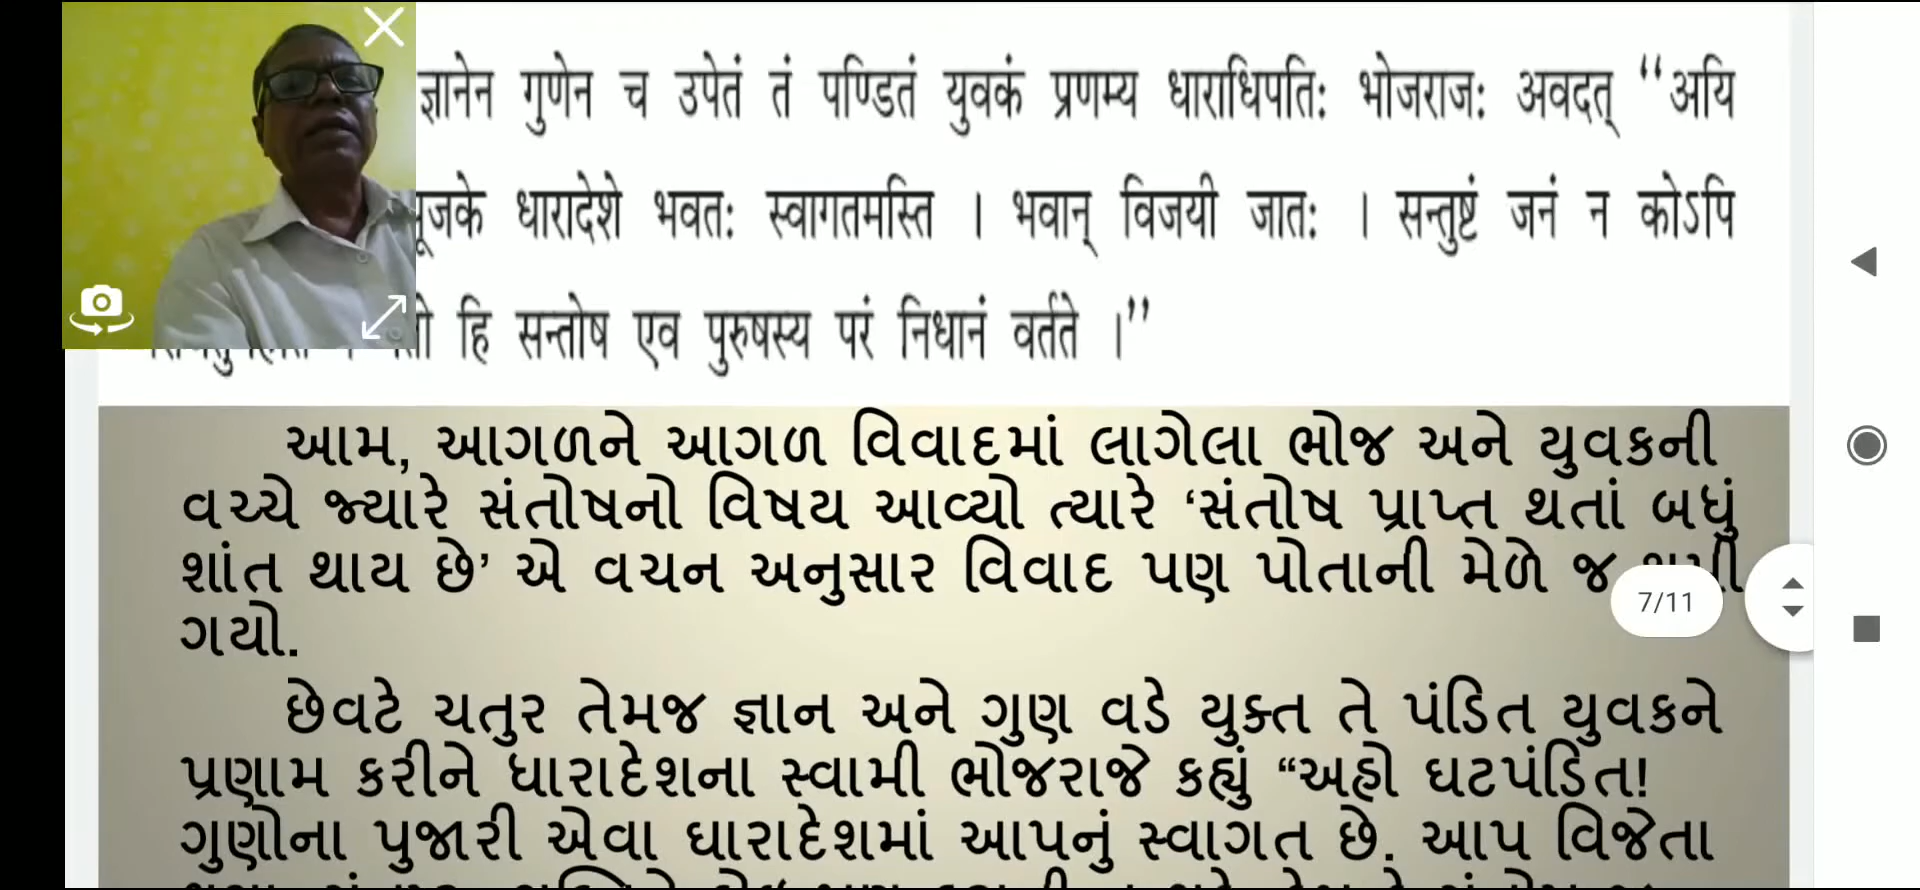 ज्ञानेन गुणेन च उपेतं तं पण्डितं युवकं प्रणम्य धाराधिपतिः भोजराजः अवदत् “अयि
धारादेशे भवतः स्वागतमस्ति । भवान् विजयी जातः । सन्तुष्टं जनं न कोऽपि
हि सन्तोष एव पुरुषस्य परं निधानं वर्तते ।”
આમ, આગળને આગળ વિવાદમાં લાગેલા ભોજ અને યુવકની
વચ્ચે જ્યારે સંતોષનો વિષય આવ્યો ત્યારે ‘સંતોષ પ્રાપ્ત થતાં બધું
શાંત થાય છે’ એ વચન અનુસાર વિવાદ પણ પોતાની મેળે જ
ગયો.
7/11
છેવટે ચતુર તેમજ જ્ઞાન અને ગુણ વડે યુક્ત તે પંડિત યુવકને
પ્રણામ કરીને ધારાદેશના સ્વામી ભોજરાજે કહ્યું “અહો ઘટપંડિત!
ગુણોના પુજારી એવા ધારાદેશમાં આપનું સ્વાગત છે. આપ વિજેતા